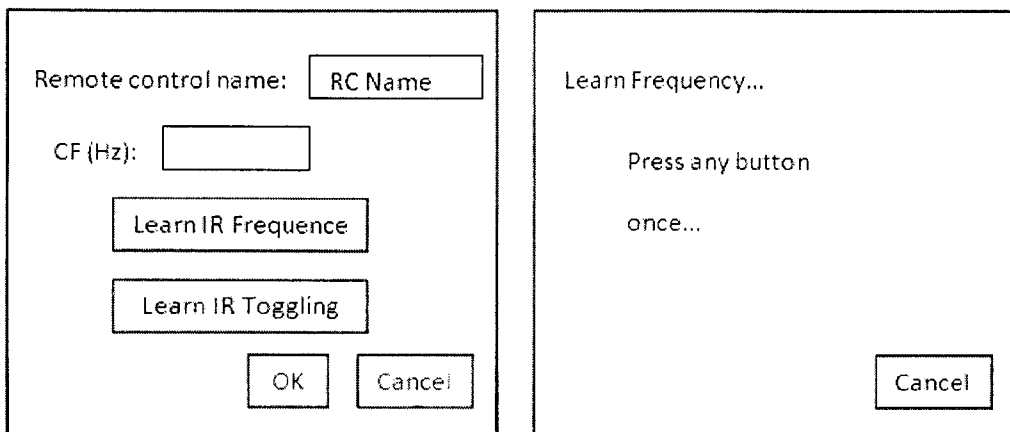 Remote control name: RC Name
CF (Hz):
Learn IR Frequence
Learn IR Toggling
OK Cancel
Learn Frequency...
Press any button
once...
Cancel